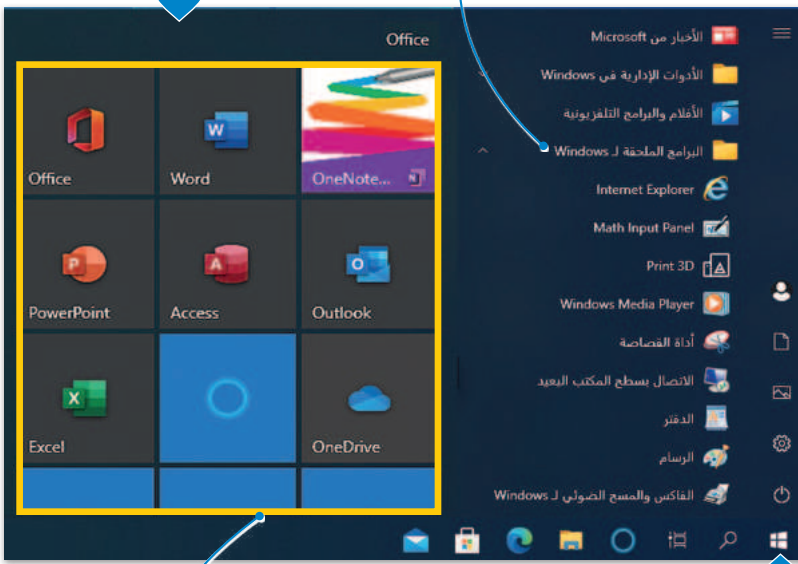 الأخبار من Microsoft
الأدوات الإدارية في Windows
الأفلام والبرامج التلفزيونية
البرامج الملحقة لـ Windows
Internet Explorer
Math Input Panel
Print 3D
Windows Media Player
أداة القصاصة
الاتصال بسطح المكتب البعيد
الدفتر
الرسام
الفاكس والمسح الضوئي لـ Windows
Office
Office
Word
OneNote...
PowerPoint
Access
Outlook
Excel
OneDrive